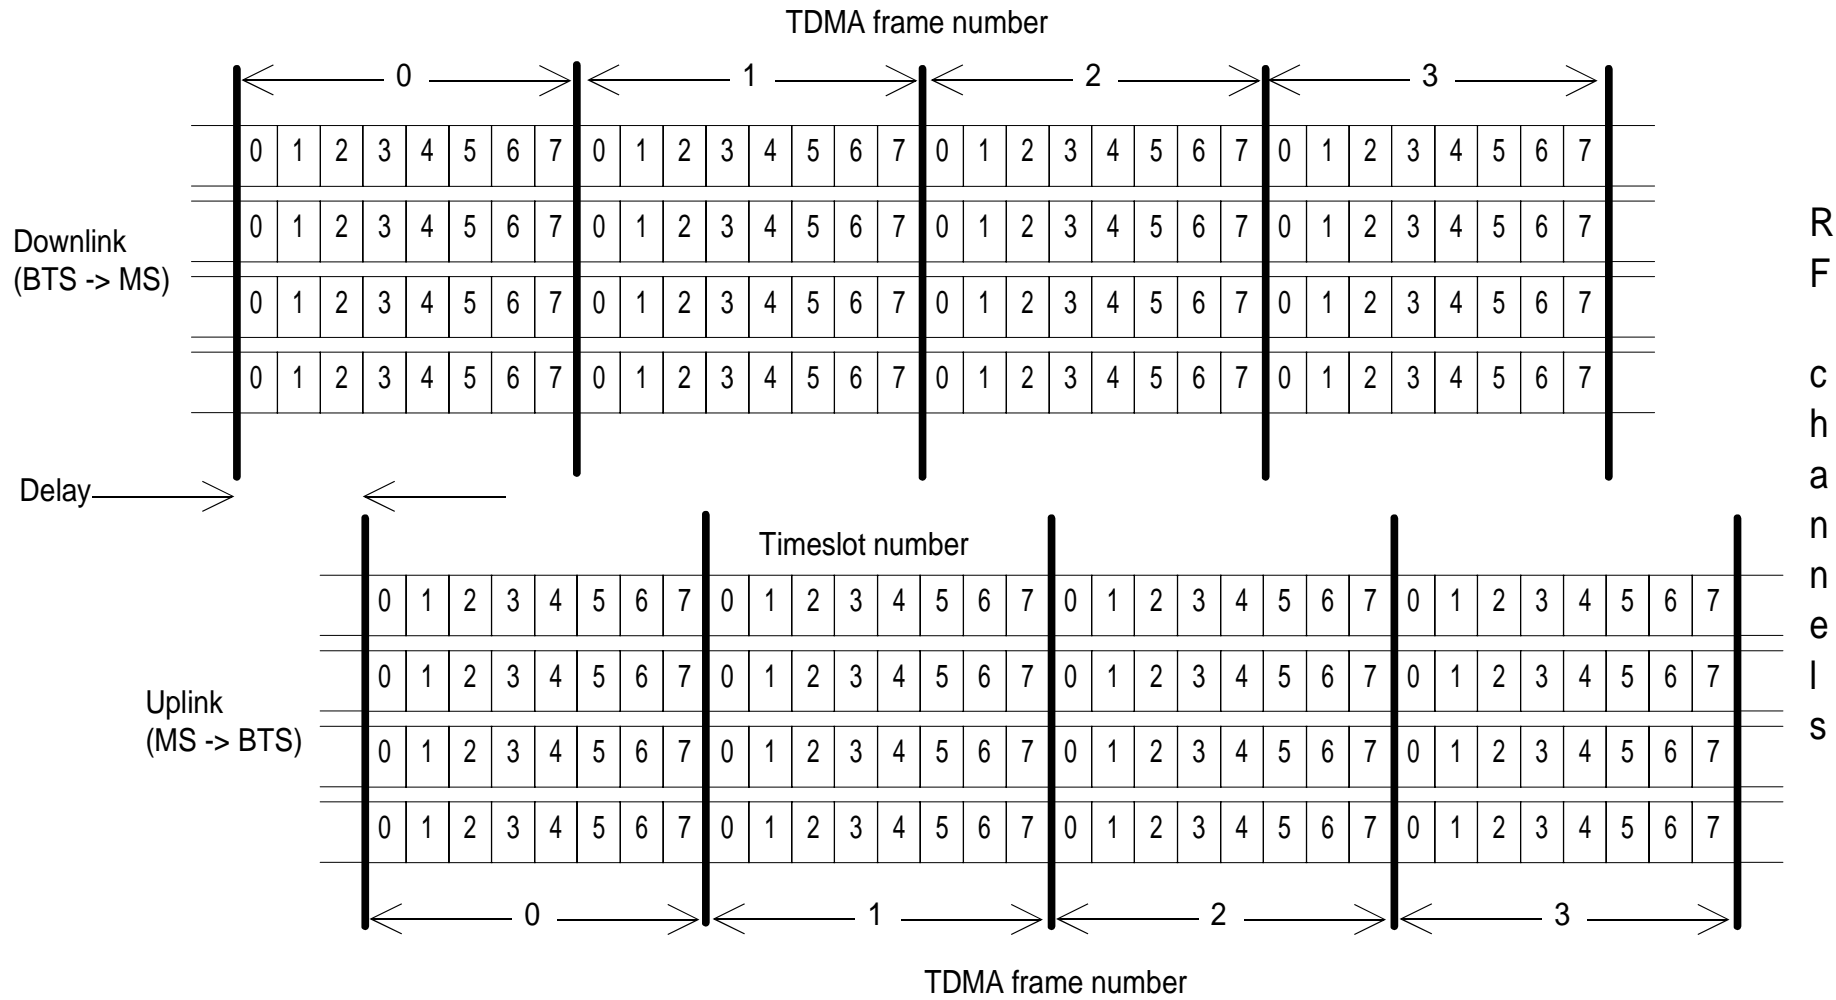 TDMA frame number
0 1 2 3
0 1 2 3 4 5 6 7 0 1 2 3 4 5 6 7 0 1 2 3 4 5 6 7 0 1 2 3 4 5 6 7
0 1 2 3 4 5 6 7 0 1 2 3 4 5 6 7 0 1 2 3 4 5 6 7 0 1 2 3 4 5 6 7
Downlink
(BTS -> MS)
0 1 2 3 4 5 6 7 0 1 2 3 4 5 6 7 0 1 2 3 4 5 6 7 0 1 2 3 4 5 6 7
0 1 2 3 4 5 6 7 0 1 2 3 4 5 6 7 0 1 2 3 4 5 6 7 0 1 2 3 4 5 6 7
Delay
Timeslot number
0 1 2 3 4 5 6 7 0 1 2 3 4 5 6 7 0 1 2 3 4 5 6 7 0 1 2 3 4 5 6 7
0 1 2 3 4 5 6 7 0 1 2 3 4 5 6 7 0 1 2 3 4 5 6 7 0 1 2 3 4 5 6 7
Uplink
(MS -> BTS)
0 1 2 3 4 5 6 7 0 1 2 3 4 5 6 7 0 1 2 3 4 5 6 7 0 1 2 3 4 5 6 7
0 1 2 3 4 5 6 7 0 1 2 3 4 5 6 7 0 1 2 3 4 5 6 7 0 1 2 3 4 5 6 7
0 1 2 3
TDMA frame number
RF channels